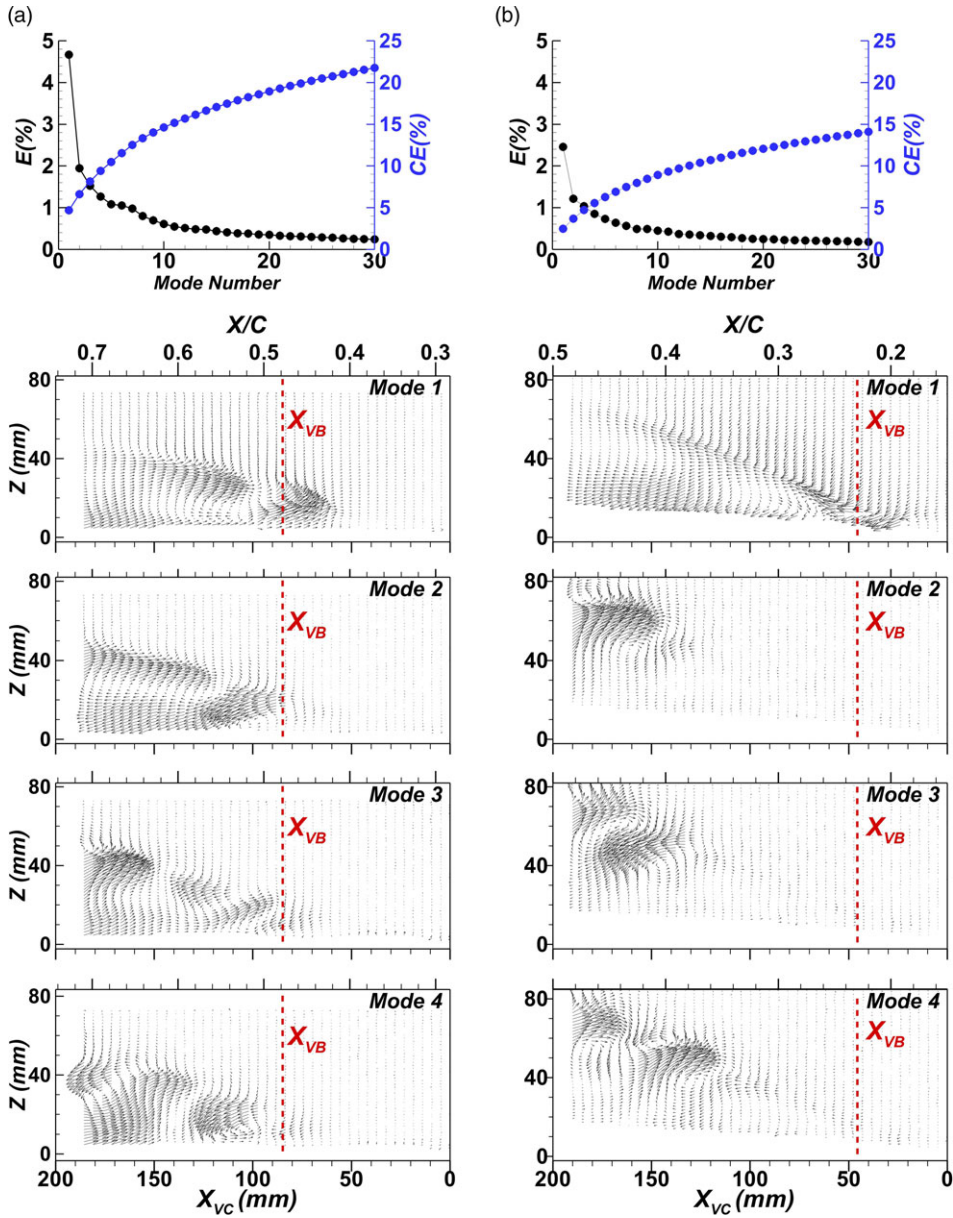 (a)
(b)
5 25 5 25
4 20 4 20
3 15 3 15
2 10 2 10
1 5 1 5
0 0 0 0
E(%) CE(%) E(%) CE(%)
0 10 20 30 0 10 20 30
Mode Number Mode Number
X/C X/C
0.7 0.6 0.5 0.4 0.3 0.5 0.4 0.3 0.2
80 Mode 1 80 Mode 1
X_VB X_VB
Z (mm) 40 40
0 0
80 Mode 2 80 Mode 2
X_VB X_VB
Z (mm) 40 40
0 0
80 Mode 3 80 Mode 3
X_VB X_VB
Z (mm) 40 40
0 0
80 Mode 4 80 Mode 4
X_VB X_VB
Z (mm) 40 40
0 0
200 150 100 50 0 200 150 100 50 0
X_VC (mm) X_VC (mm)